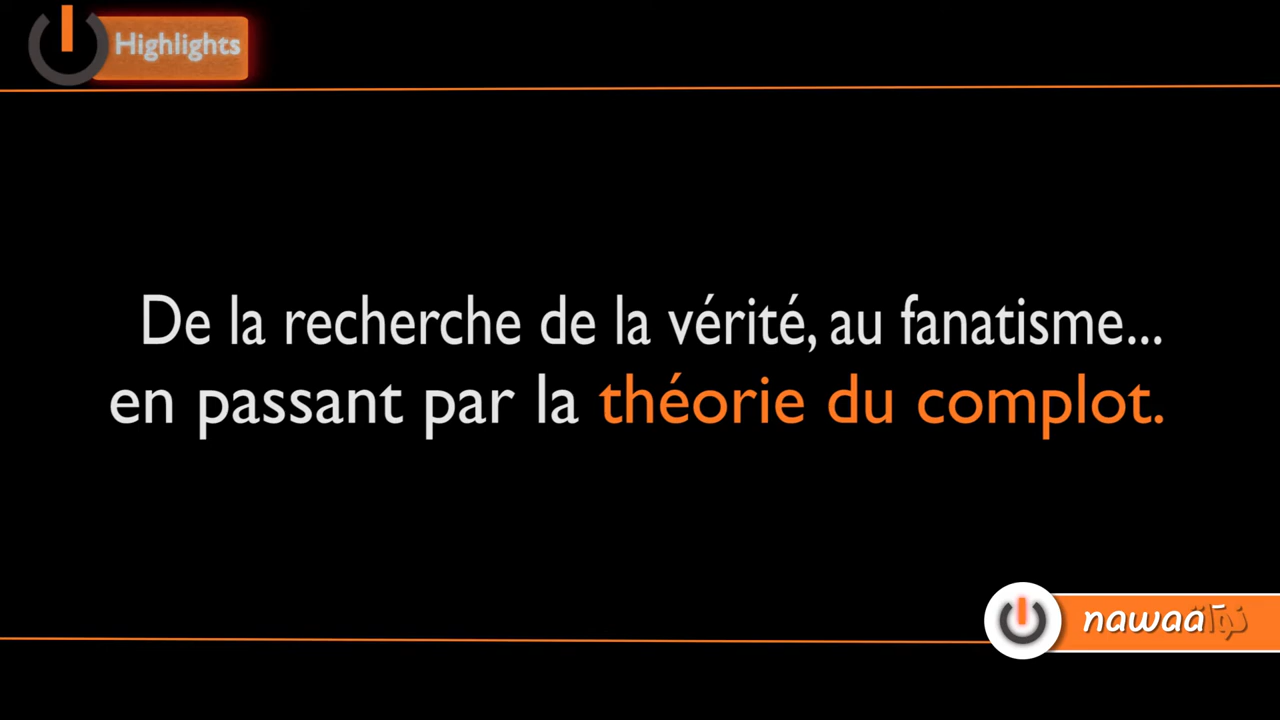 Highlights
De la recherche de la vérité, au fanatisme...
en passant par la théorie du complot.
nawaa